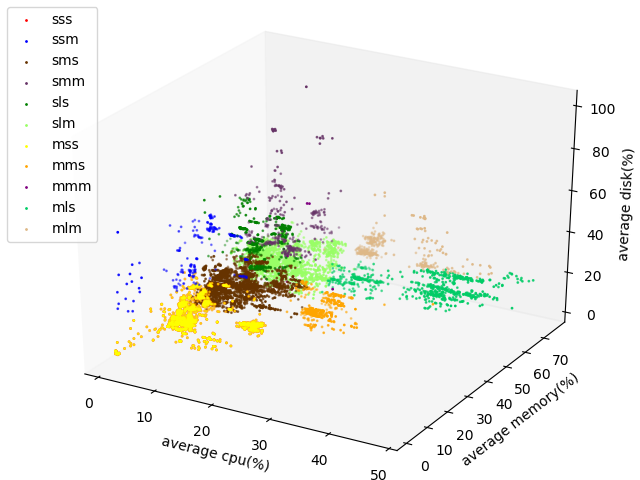 sss
ssm
sms
smm
sls
slm
mss
mms
mmm
mls
mlm
100
80
60
40
20
0
average disk(%)
70
60
50
40
30
20
10
0
average memory(%)
0
10
20
30
40
50
average cpu(%)